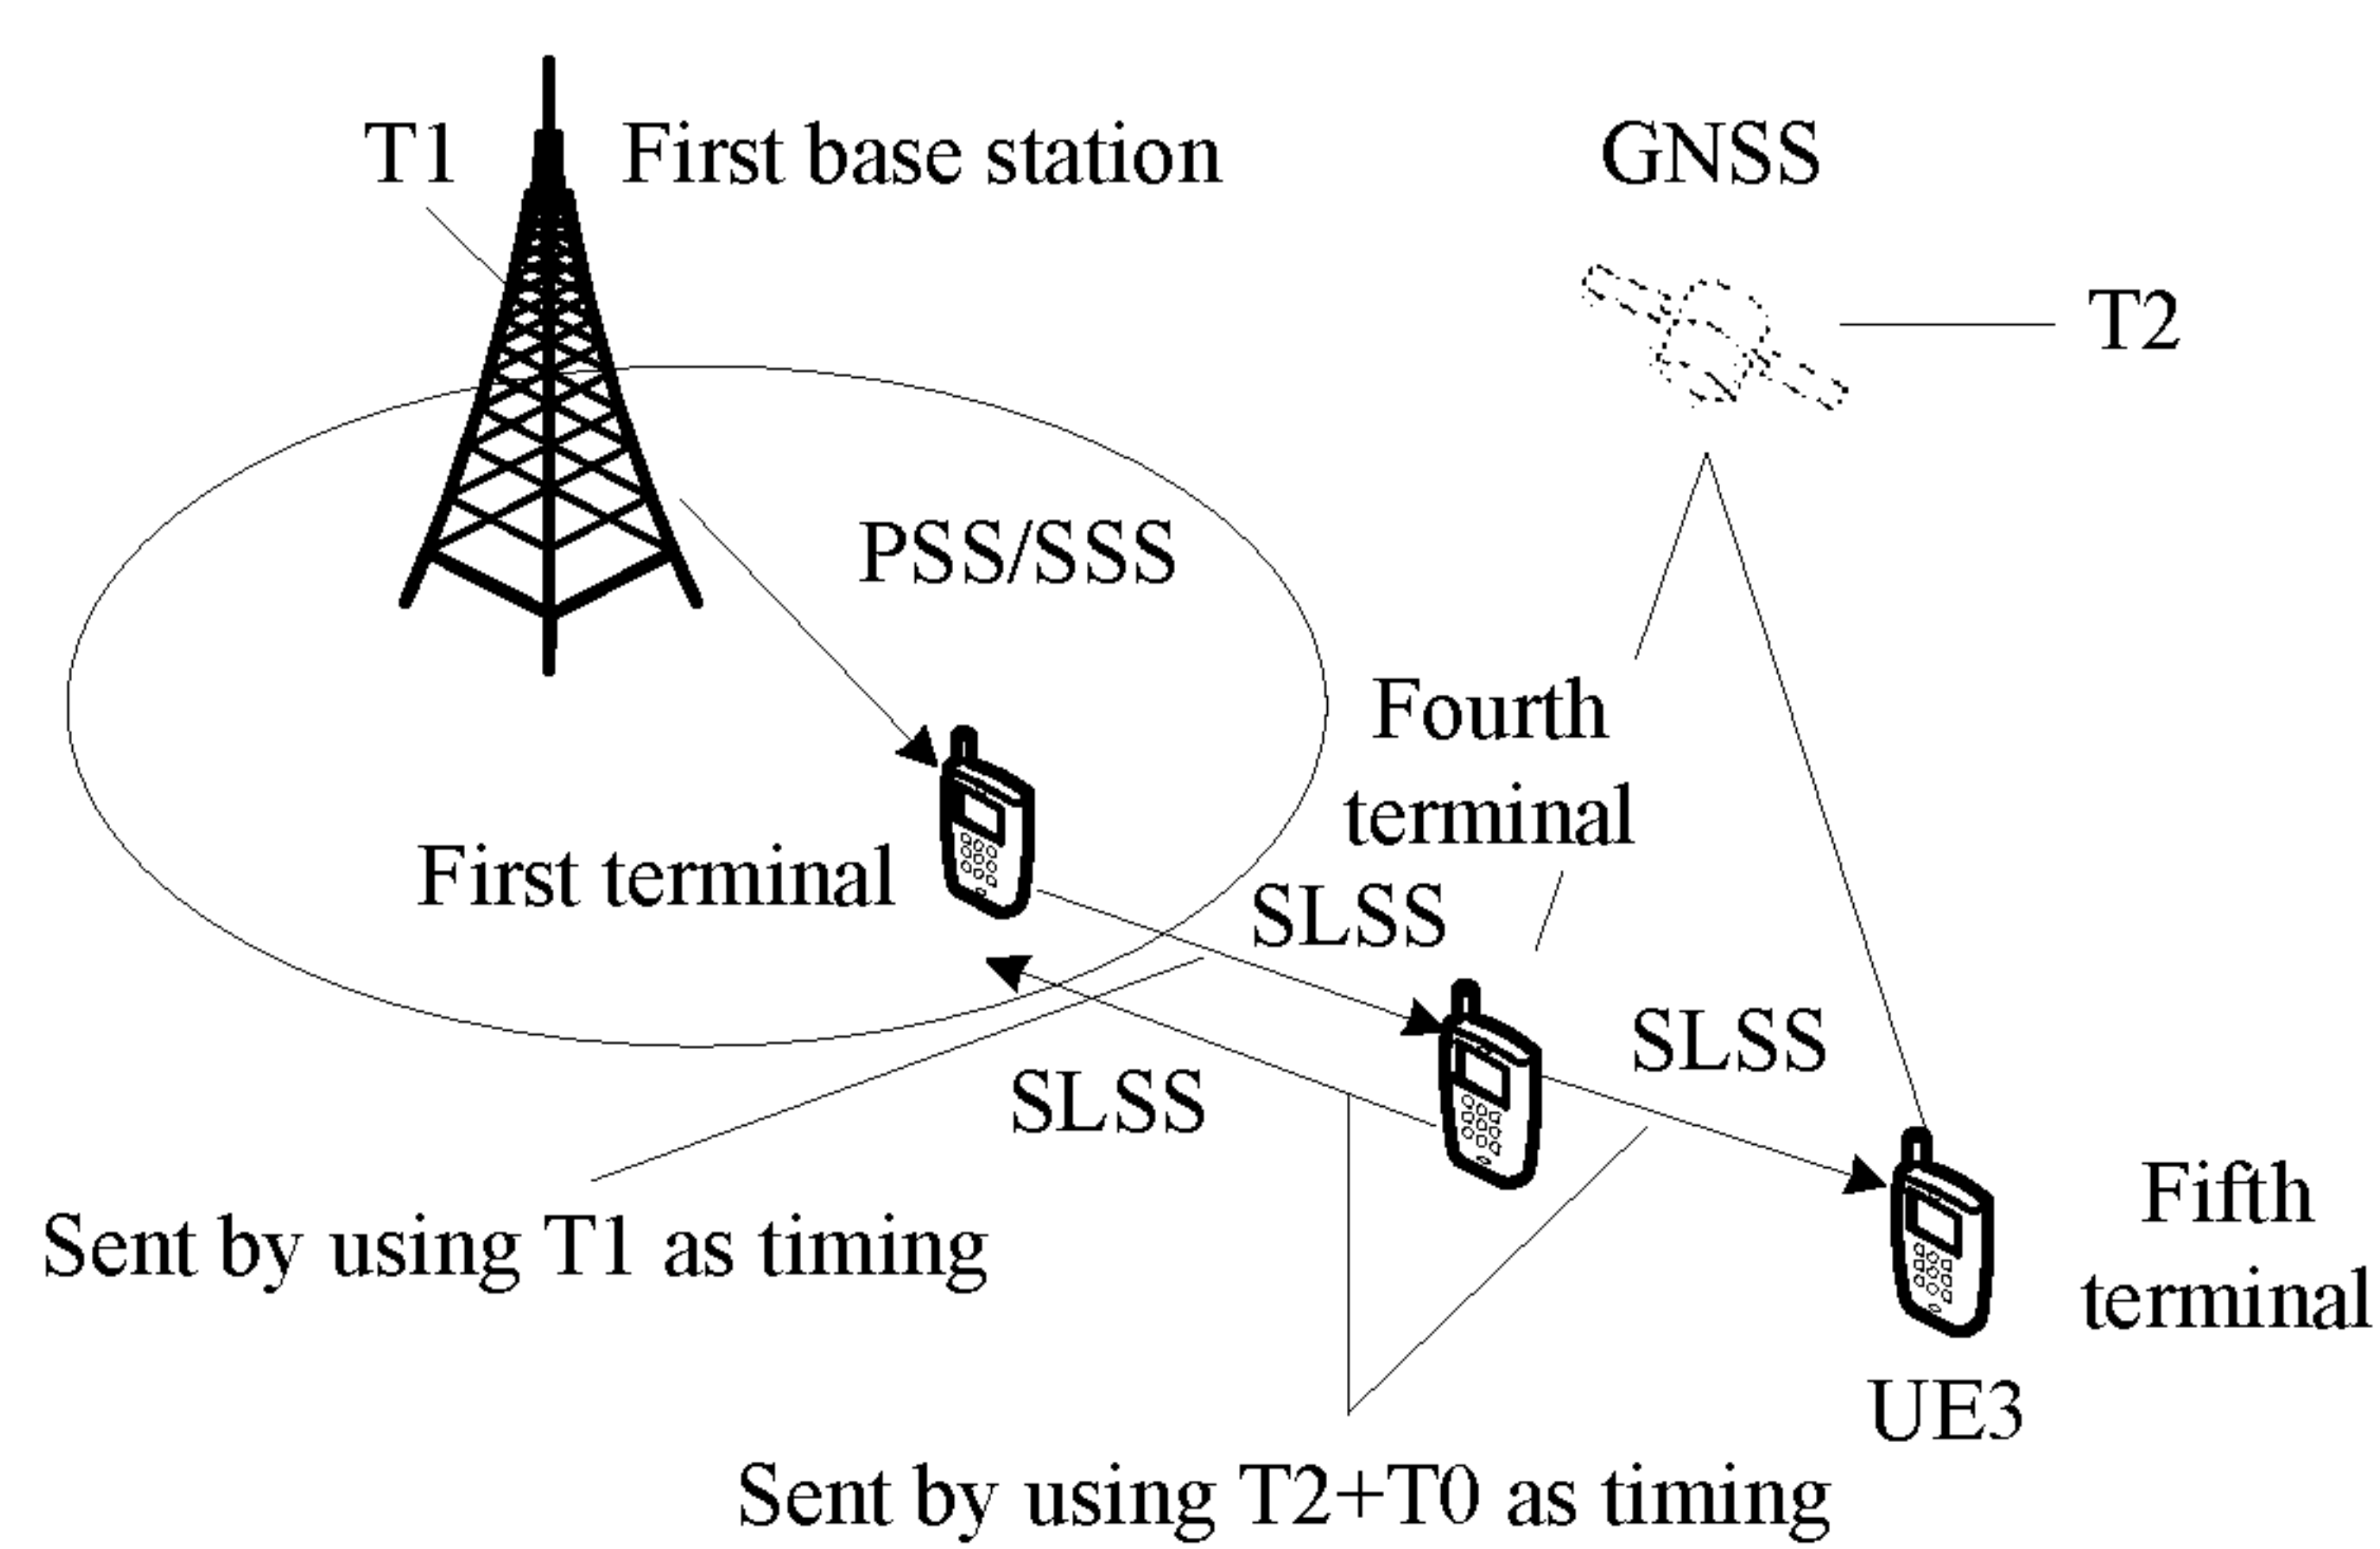 T1
First base station
GNSS
T2
PSS/SSS
Fourth
terminal
First terminal
SLSS
SLSS
SLSS
Fifth
terminal
Sent by using T1 as timing
UE3
Sent by using T2+T0 as timing